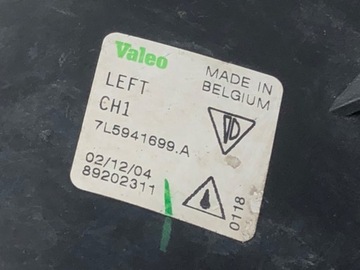 Valeo
LEFT
CH1
MADE IN
BELGIUM
7L5941699.A
02/12/04
89202311
0118